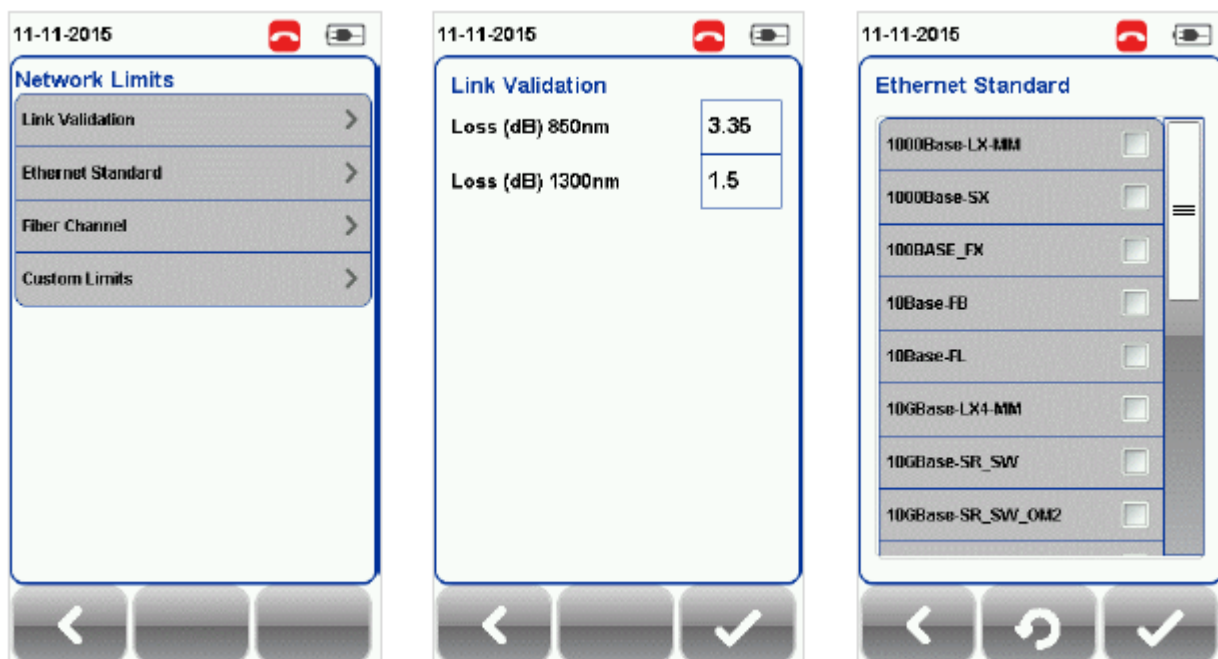 11-11-2015
Network Limits
Link Validation
Ethernet Standard
Fiber Channel
Custom Limits
11-11-2015
Link Validation
Loss (dB) 850nm 3.35
Loss (dB) 1300nm 1.5
11-11-2015
Ethernet Standard
1000Base-LX-MM
1000Base-SX
100BASE_FX
10Base-FB
10Base-FL
10GBase-LX4-MM
10GBase-SR_SW
10GBase-SR_SW_OM2